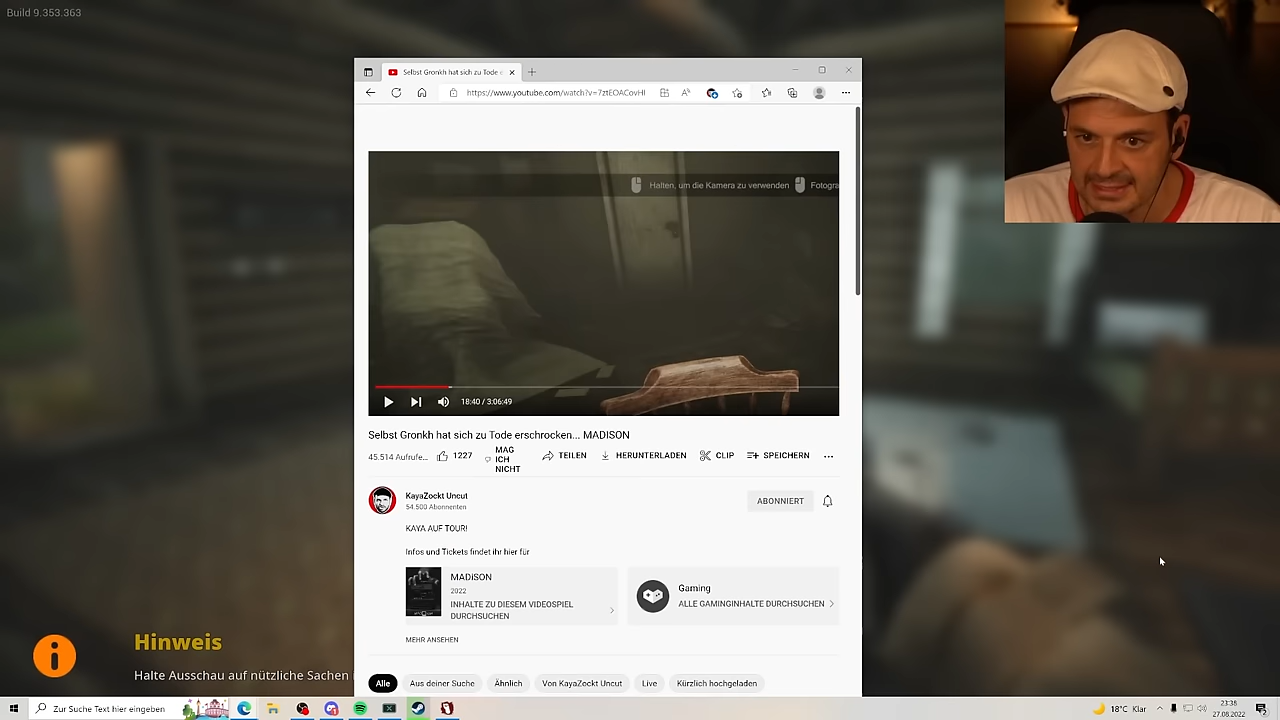 Build 9.353.363
Selbst Gronkh hat sich zu Tode e
https://www.youtube.com/watch?v=7ztEOACovHI
Halten, um die Kamera zu verwenden
Fotogra
18:40 / 3:06:49
Selbst Gronkh hat sich zu Tode erschrocken... MADISON
45.514 Aufrufe...
1227
MAG
ICH
NICHT
TEILEN
HERUNTERLADEN
CLIP
SPEICHERN
KayaZockt Uncut
54.500 Abonnenten
ABONNIERT
KAYA AUF TOUR!
Infos und Tickets findet ihr hier für
MADISON
2022
INHALTE ZU DIESEM VIDEOSPIEL
DURCHSUCHEN
Gaming
ALLE GAMINGINHALTE DURCHSUCHEN
MEHR ANSEHEN
Hinweis
Halte Ausschau auf nützliche Sachen i
Alle
Aus deiner Suche
Ähnlich
Von KayaZockt Uncut
Live
Kürzlich hochgeladen
Zur Suche Text hier eingeben
18°C Klar
23:38
27.08.2022